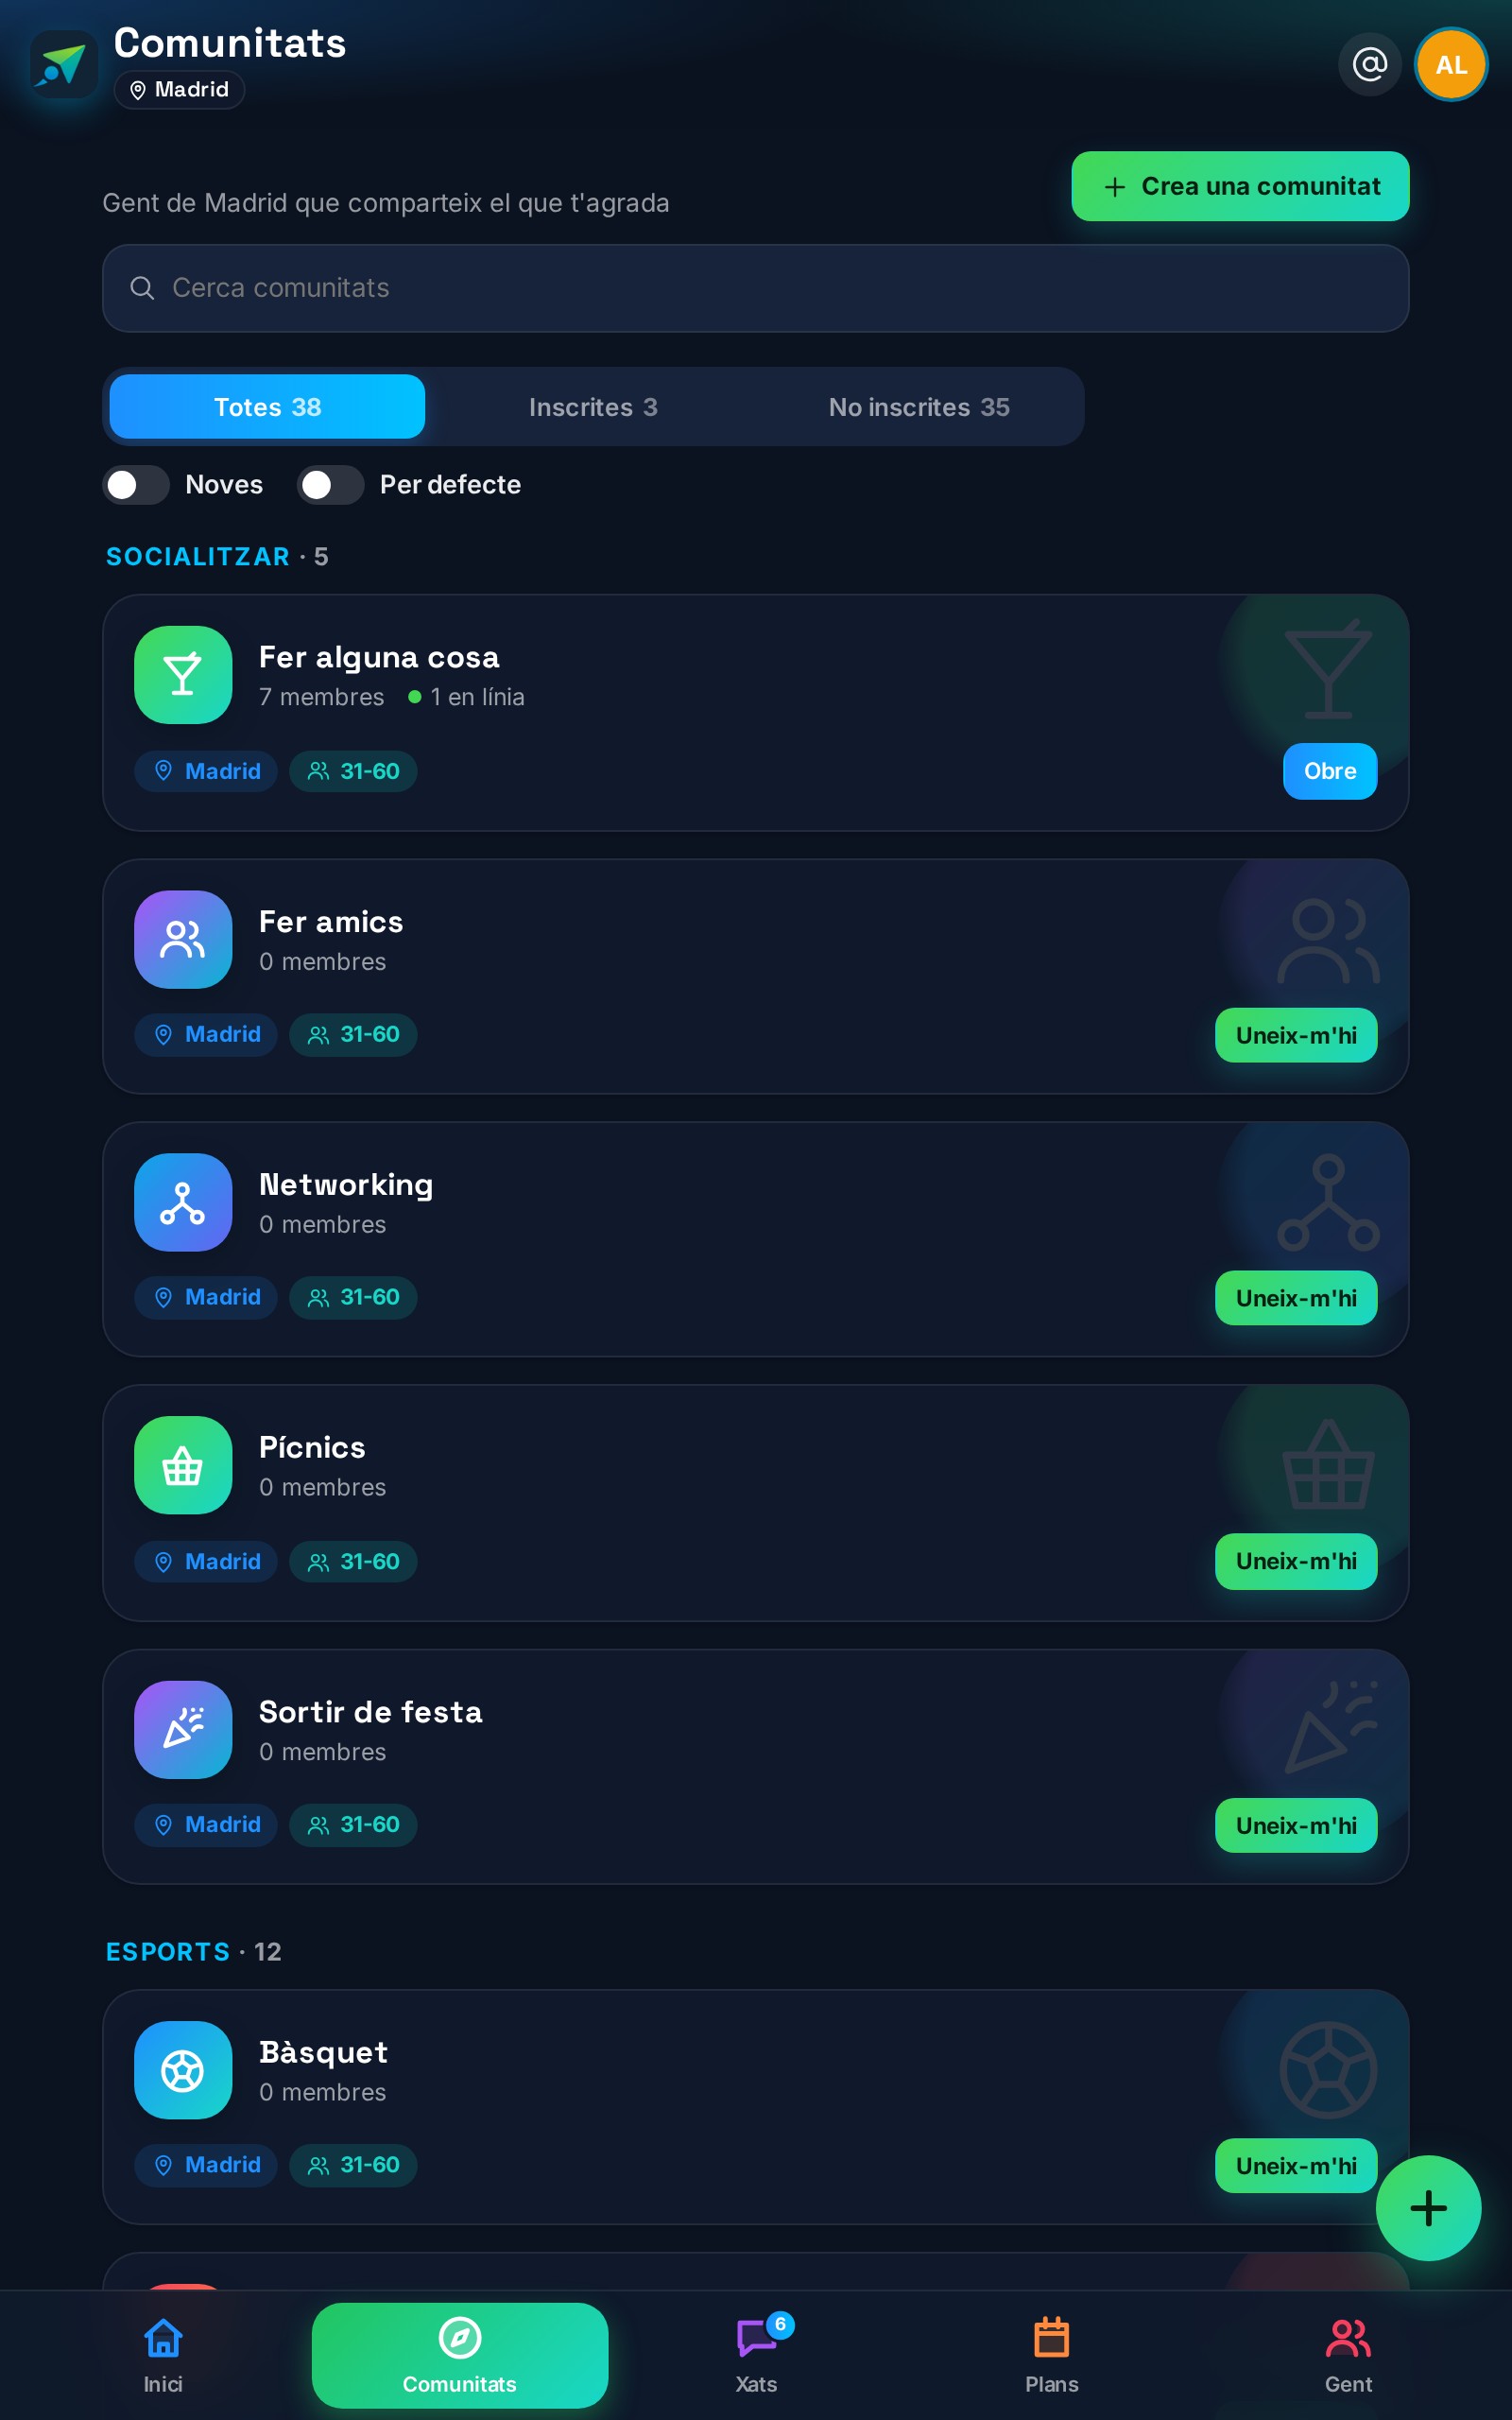 Comunitats
Madrid
@
AL
Gent de Madrid que comparteix el que t'agrada
+ Crea una comunitat
Cerca comunitats
Totes 38
Inscrites 3
No inscrites 35
Noves
Per defecte
SOCIALITZAR · 5
Fer alguna cosa
7 membres
1 en línia
Madrid
31-60
Obre
Fer amics
0 membres
Madrid
31-60
Uneix-m'hi
Networking
0 membres
Madrid
31-60
Uneix-m'hi
Pícnics
0 membres
Madrid
31-60
Uneix-m'hi
Sortir de festa
0 membres
Madrid
31-60
Uneix-m'hi
ESPORTS · 12
Bàsquet
0 membres
Madrid
31-60
Uneix-m'hi
+
Inici
Comunitats
6
Xats
Plans
Gent